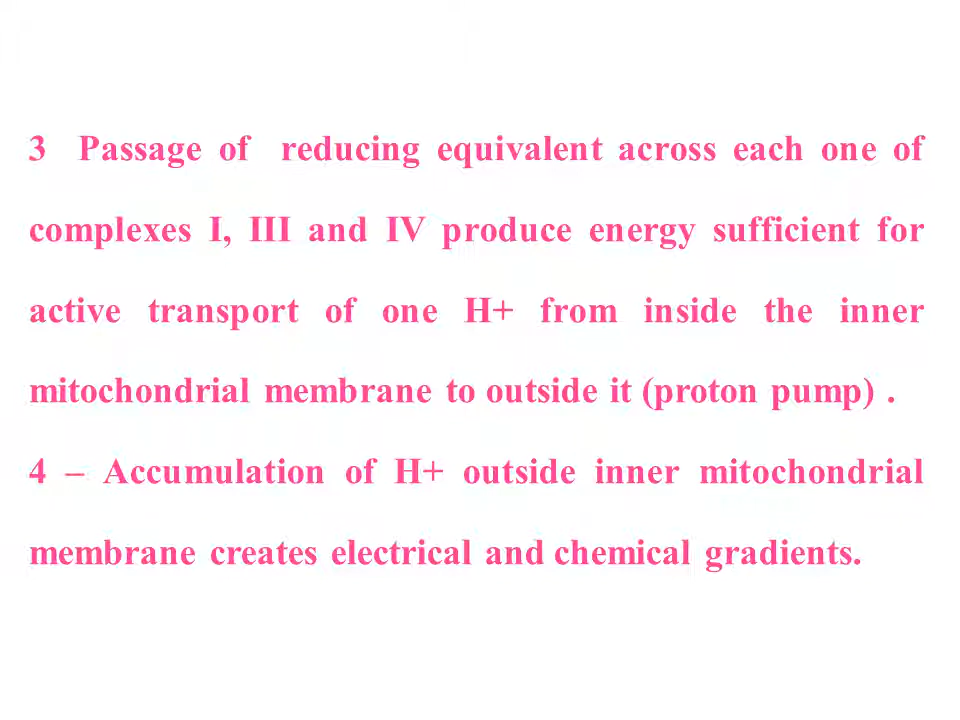 3 Passage of reducing equivalent across each one of
complexes I, III and IV produce energy sufficient for
active transport of one H+ from inside the inner
mitochondrial membrane to outside it (proton pump) .
4 – Accumulation of H+ outside inner mitochondrial
membrane creates electrical and chemical gradients.